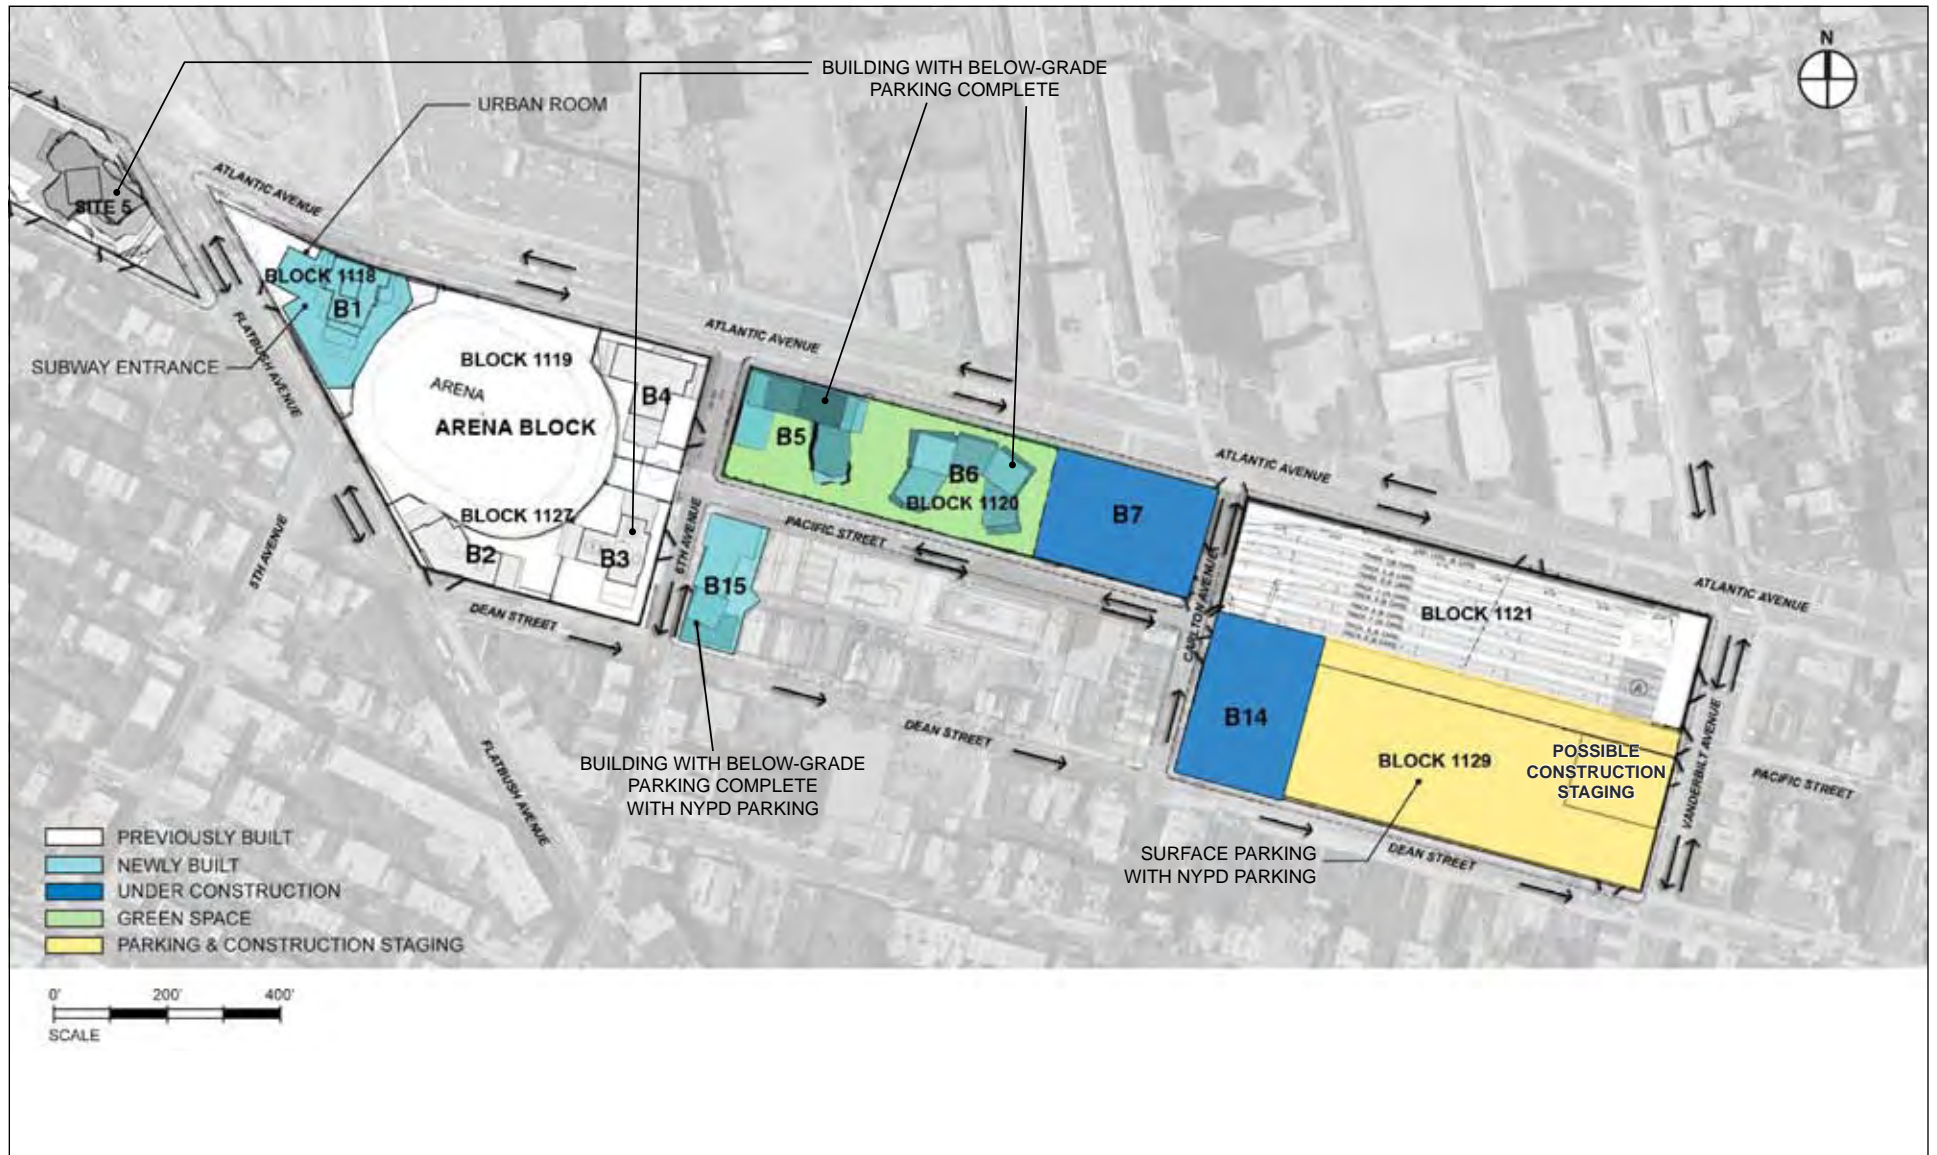 N
BUILDING WITH BELOW-GRADE
PARKING COMPLETE
URBAN ROOM
SITE 5
ATLANTIC AVENUE
BLOCK 1118
B1
SUBWAY ENTRANCE
FLATBUSH AVENUE
BLOCK 1119
ARENA
ARENA BLOCK
B4
ATLANTIC AVENUE
B5
B6
BLOCK 1120
B7
ATLANTIC AVENUE
BLOCK 1127
B2
B3
5TH AVENUE
6TH AVENUE
PACIFIC STREET
B15
DEAN STREET
CARLTON AVENUE
BLOCK 1121
ATLANTIC AVENUE
A
B14
DEAN STREET
BLOCK 1129
POSSIBLE
CONSTRUCTION
STAGING
VANDERBILT AVENUE
PACIFIC STREET
FLATBUSH AVENUE
BUILDING WITH BELOW-GRADE
PARKING COMPLETE
WITH NYPD PARKING
SURFACE PARKING
WITH NYPD PARKING
DEAN STREET
PREVIOUSLY BUILT
NEWLY BUILT
UNDER CONSTRUCTION
GREEN SPACE
PARKING & CONSTRUCTION STAGING
0' 200' 400'
SCALE